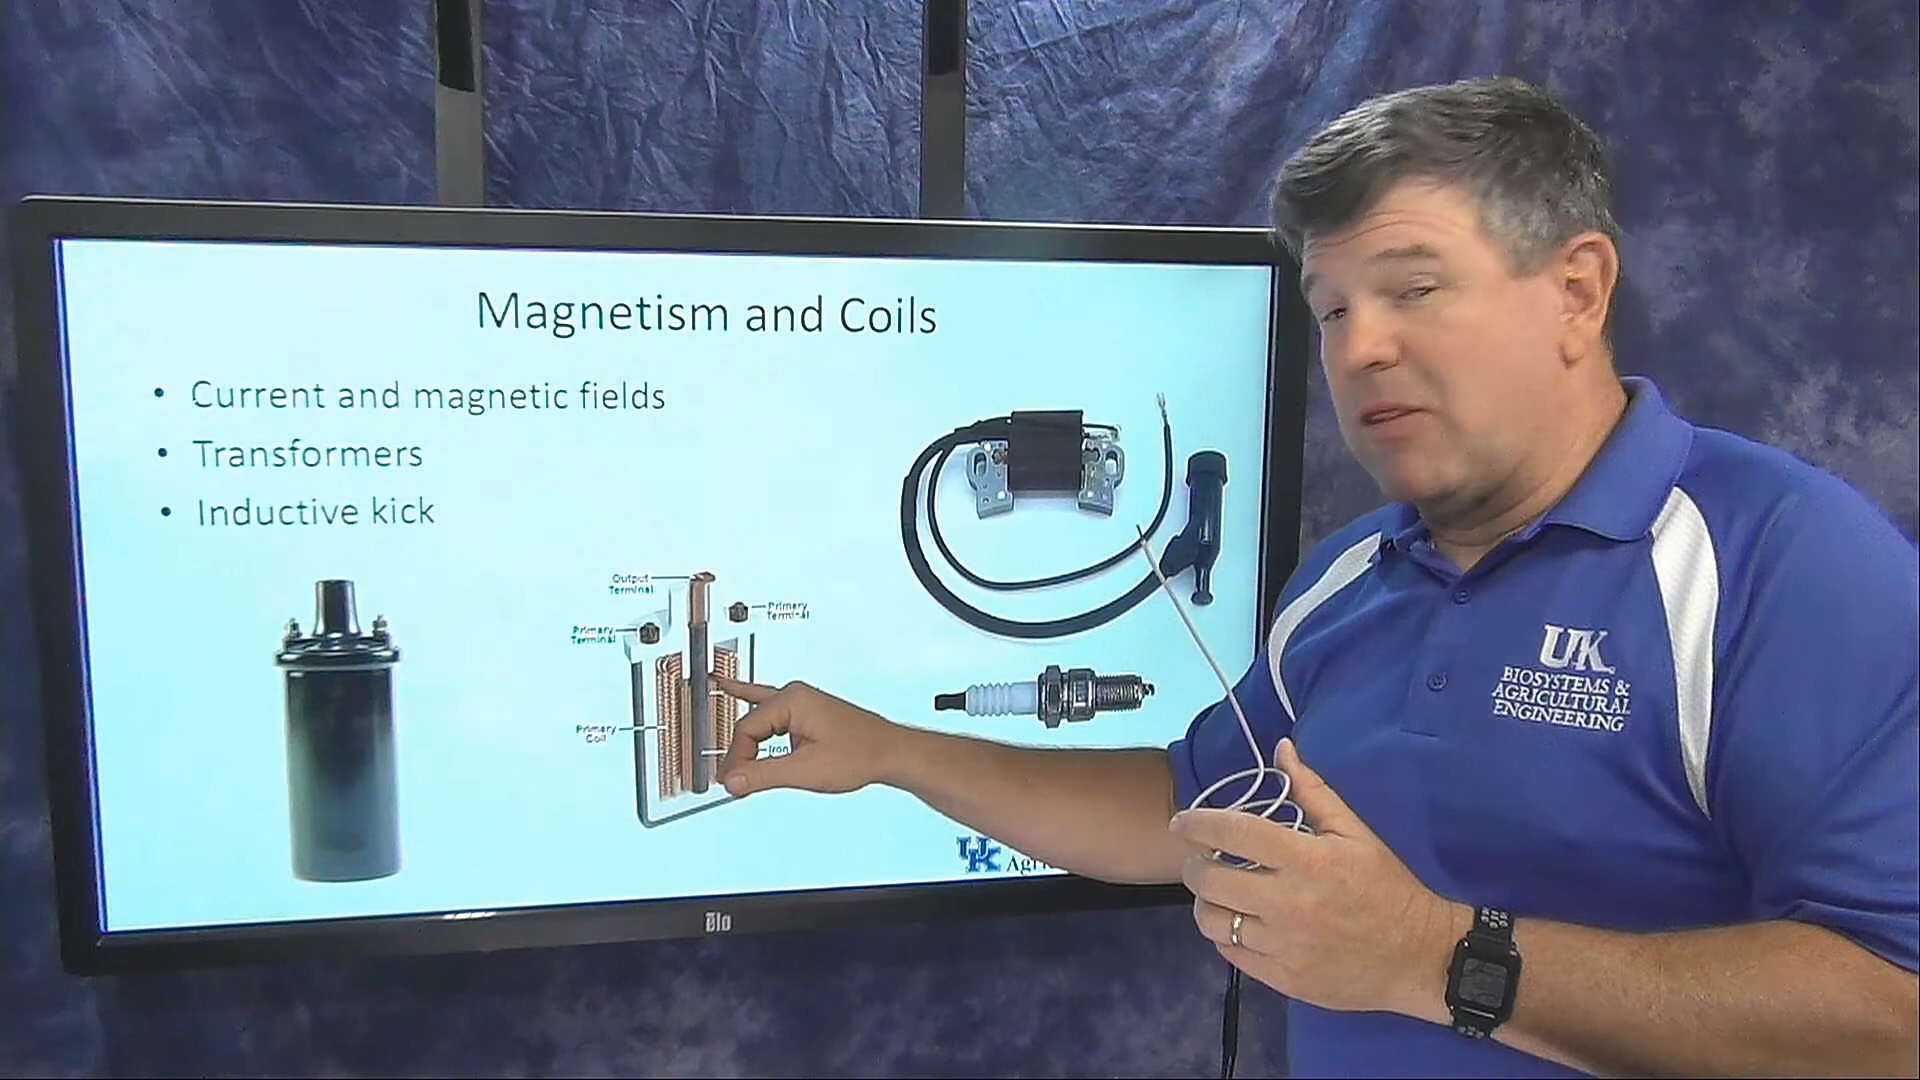 Magnetism and Coils
• Current and magnetic fields
• Transformers
• Inductive kick
Output
Terminal
Primary
Terminal
Primary
Terminal
Primary
Coil
Iron
UK
elo
UK
BIOSYSTEMS &
AGRICULTURAL
ENGINEERING